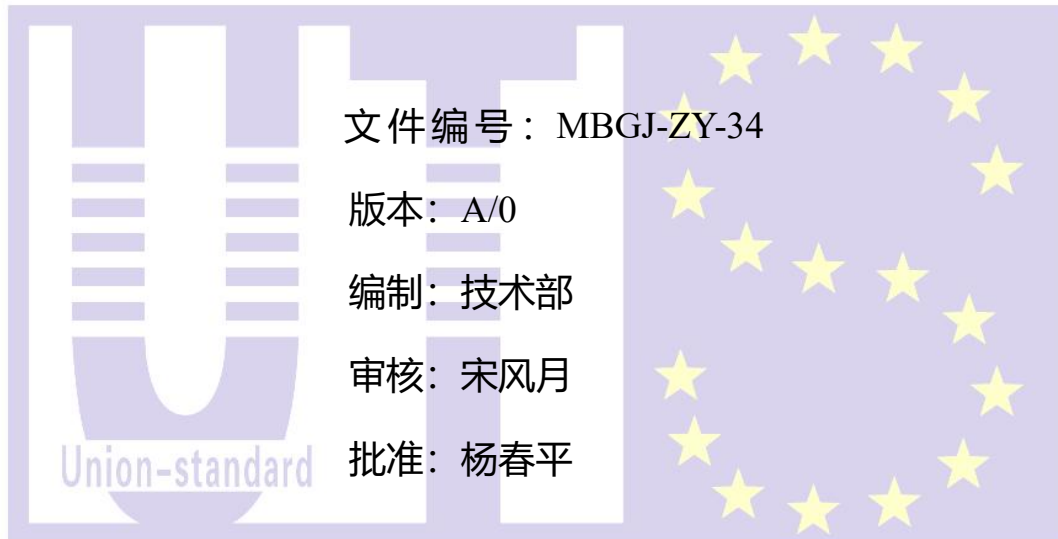 文件编号：MBGJ-ZY-34
版本：A/0
编制：技术部
审核：宋风月
批准：杨春平
Union-standard